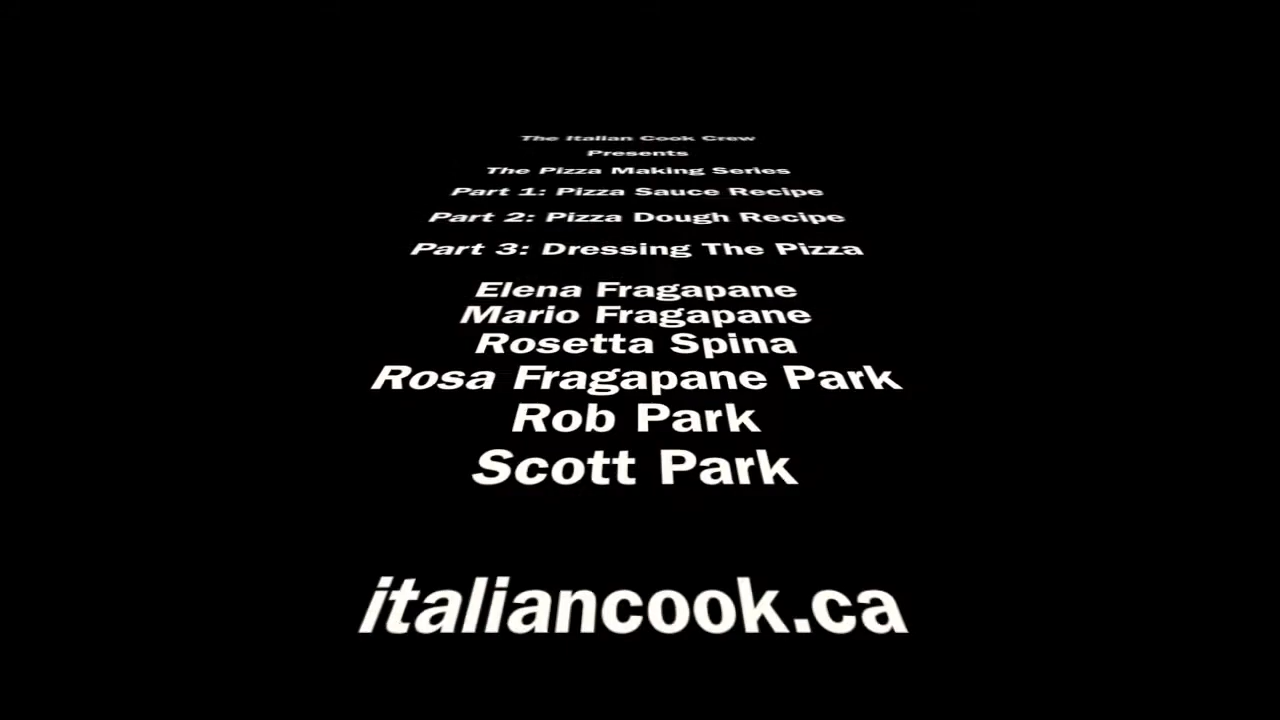 The Italian Cook Crew
Presents
The Pizza Making Series
Part 1: Pizza Sauce Recipe
Part 2: Pizza Dough Recipe
Part 3: Dressing The Pizza
Elena Fragapane
Mario Fragapane
Rosetta Spina
Rosa Fragapane Park
Rob Park
Scott Park
italiancook.ca